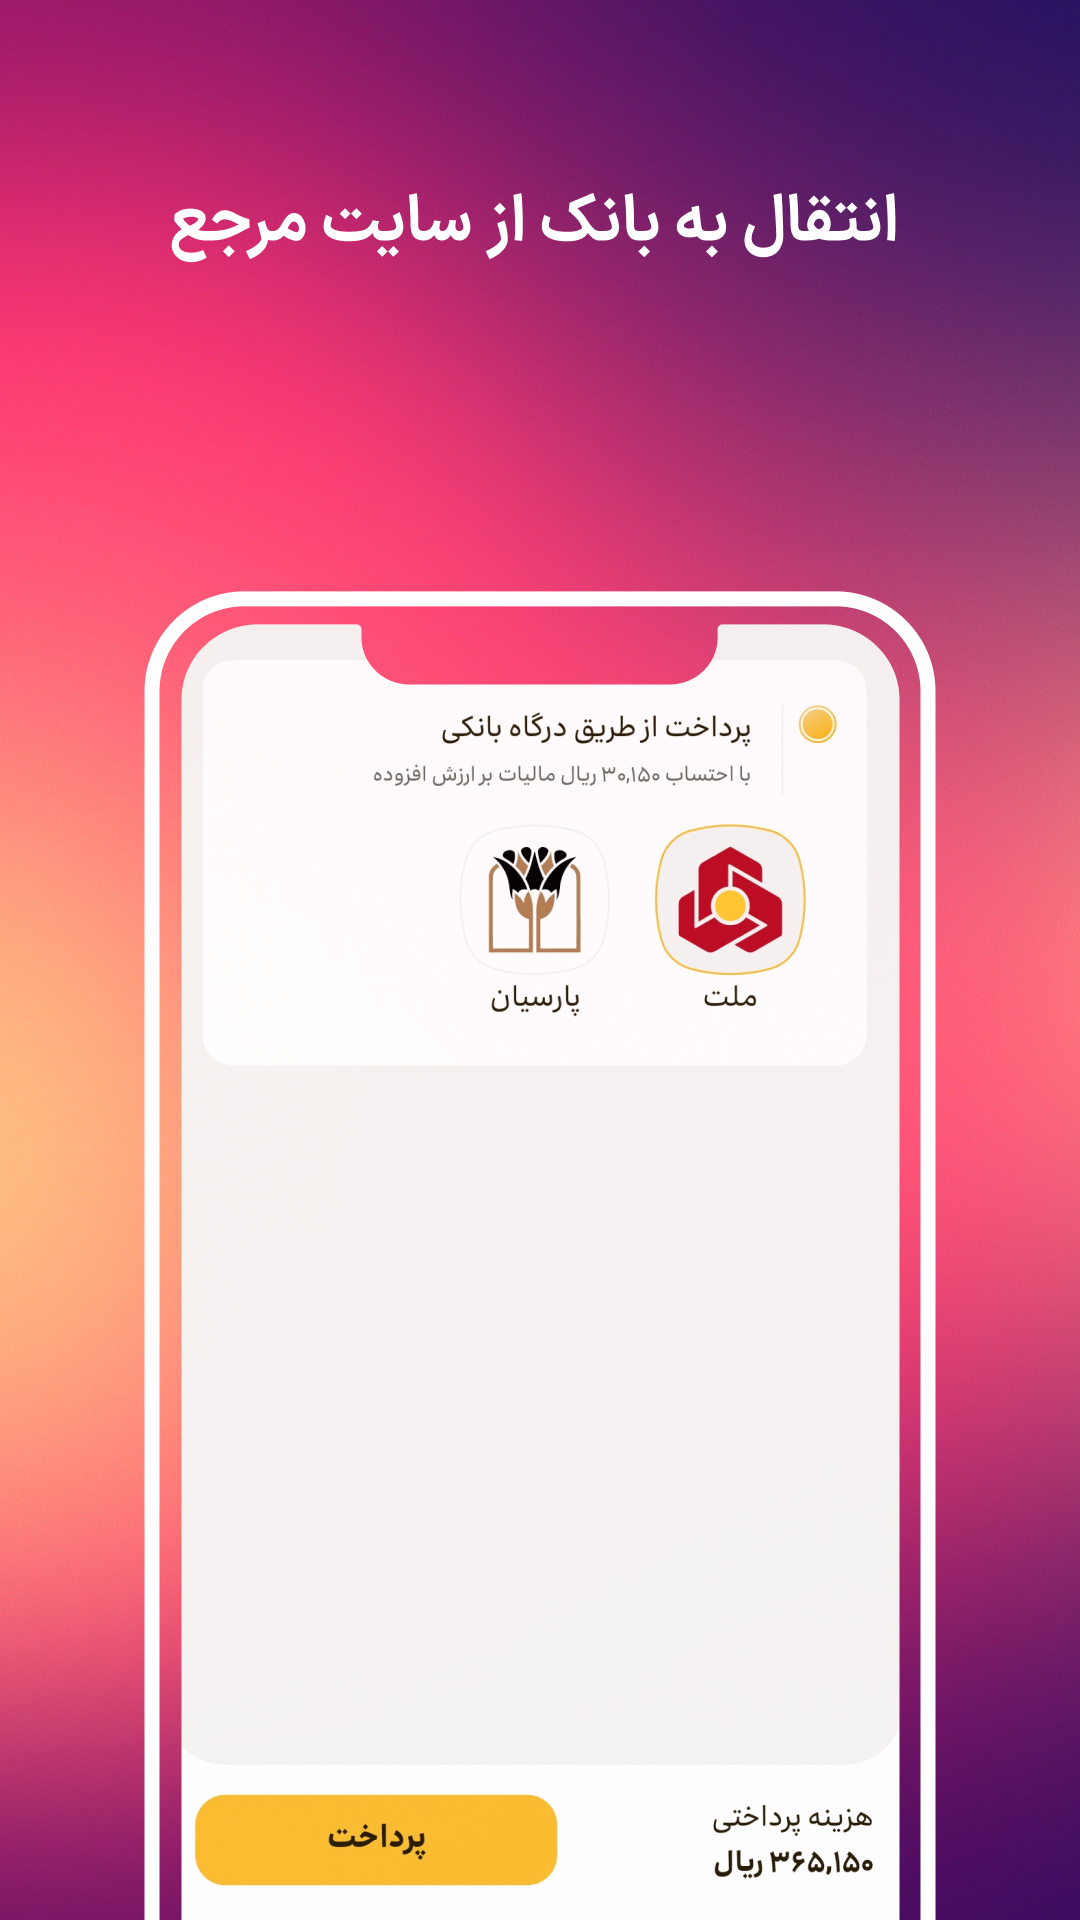 انتقال به بانک از سایت مرجع
پرداخت از طریق درگاه بانکی
با احتساب ۳۰,۱۵۰ ریال مالیات بر ارزش افزوده
ملت
پارسیان
هزینه پرداختی
۳۶۵,۱۵۰ ریال
پرداخت